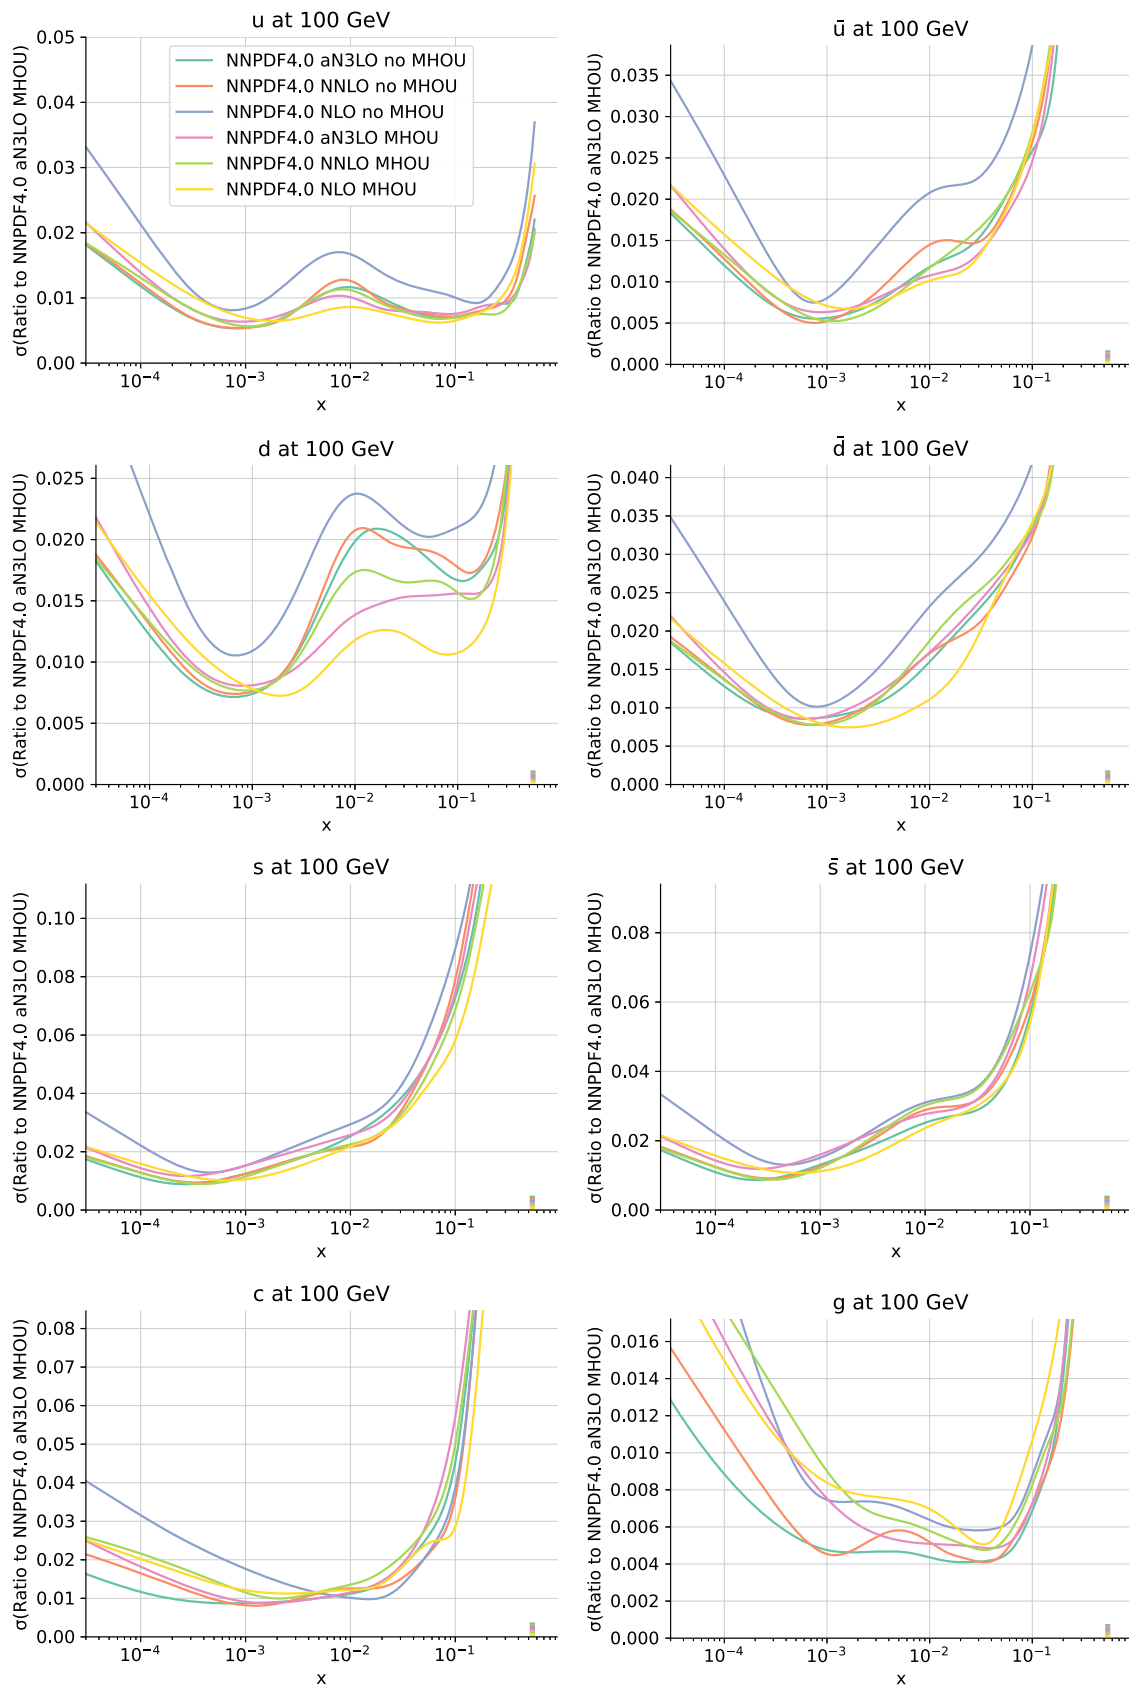 u at 100 GeV
σ(Ratio to NNPDF4.0 aN3LO MHOU)
0.05
0.04
0.03
0.02
0.01
0.00
NNPDF4.0 aN3LO no MHOU
NNPDF4.0 NNLO no MHOU
NNPDF4.0 NLO no MHOU
NNPDF4.0 aN3LO MHOU
NNPDF4.0 NNLO MHOU
NNPDF4.0 NLO MHOU
10⁻⁴ 10⁻³ 10⁻² 10⁻¹
x
ū at 100 GeV
σ(Ratio to NNPDF4.0 aN3LO MHOU)
0.035
0.030
0.025
0.020
0.015
0.010
0.005
0.000
10⁻⁴ 10⁻³ 10⁻² 10⁻¹
x
d at 100 GeV
σ(Ratio to NNPDF4.0 aN3LO MHOU)
0.025
0.020
0.015
0.010
0.005
0.000
10⁻⁴ 10⁻³ 10⁻² 10⁻¹
x
d̄ at 100 GeV
σ(Ratio to NNPDF4.0 aN3LO MHOU)
0.040
0.035
0.030
0.025
0.020
0.015
0.010
0.005
0.000
10⁻⁴ 10⁻³ 10⁻² 10⁻¹
x
s at 100 GeV
σ(Ratio to NNPDF4.0 aN3LO MHOU)
0.10
0.08
0.06
0.04
0.02
0.00
10⁻⁴ 10⁻³ 10⁻² 10⁻¹
x
s̄ at 100 GeV
σ(Ratio to NNPDF4.0 aN3LO MHOU)
0.08
0.06
0.04
0.02
0.00
10⁻⁴ 10⁻³ 10⁻² 10⁻¹
x
c at 100 GeV
σ(Ratio to NNPDF4.0 aN3LO MHOU)
0.08
0.07
0.06
0.05
0.04
0.03
0.02
0.01
0.00
10⁻⁴ 10⁻³ 10⁻² 10⁻¹
x
g at 100 GeV
σ(Ratio to NNPDF4.0 aN3LO MHOU)
0.016
0.014
0.012
0.010
0.008
0.006
0.004
0.002
0.000
10⁻⁴ 10⁻³ 10⁻² 10⁻¹
x